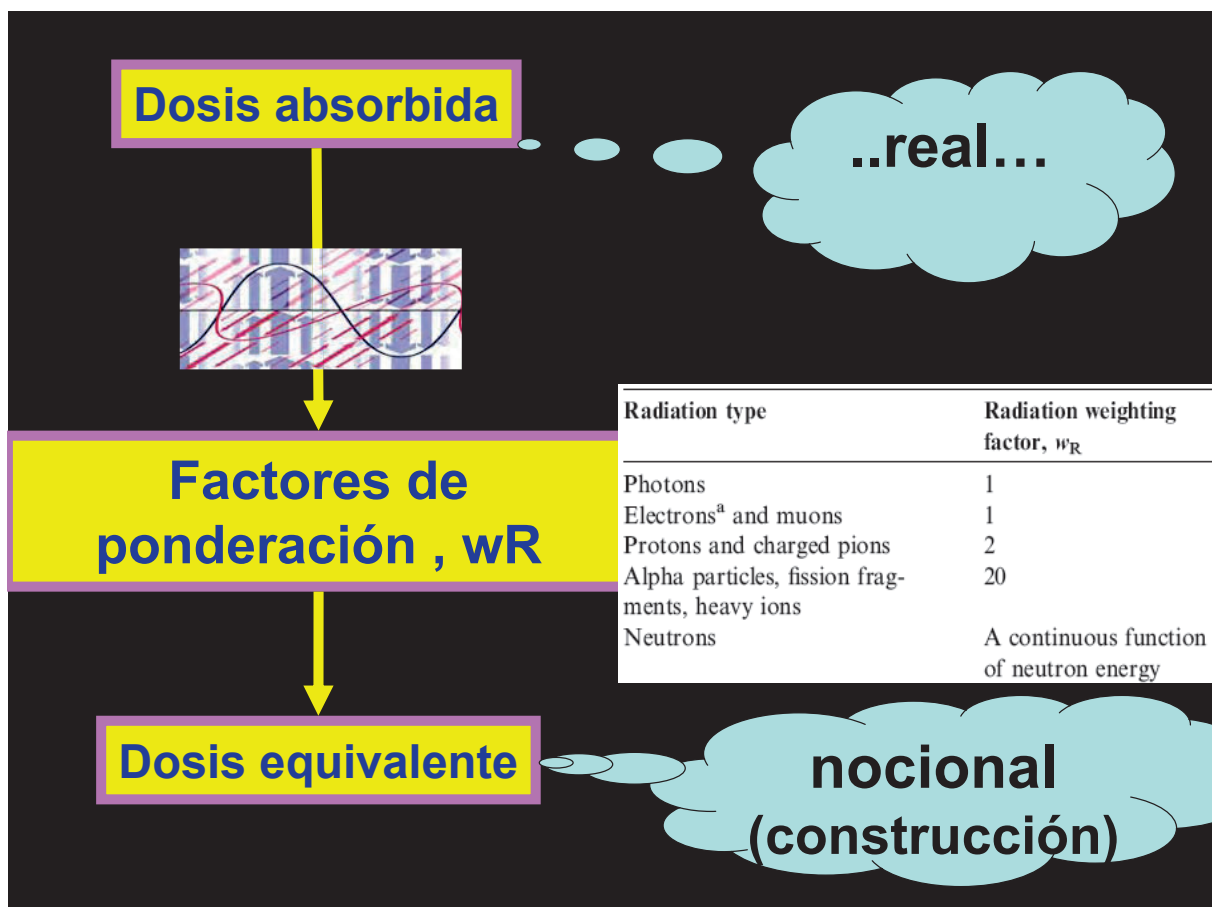 Dosis absorbida
..real…
Factores de
ponderación , wR
Radiation type Radiation weighting
factor, wR
Photons 1
Electronsª and muons 1
Protons and charged pions 2
Alpha particles, fission frag- 20
ments, heavy ions
Neutrons A continuous function
of neutron energy
Dosis equivalente
nocional
(construcción)